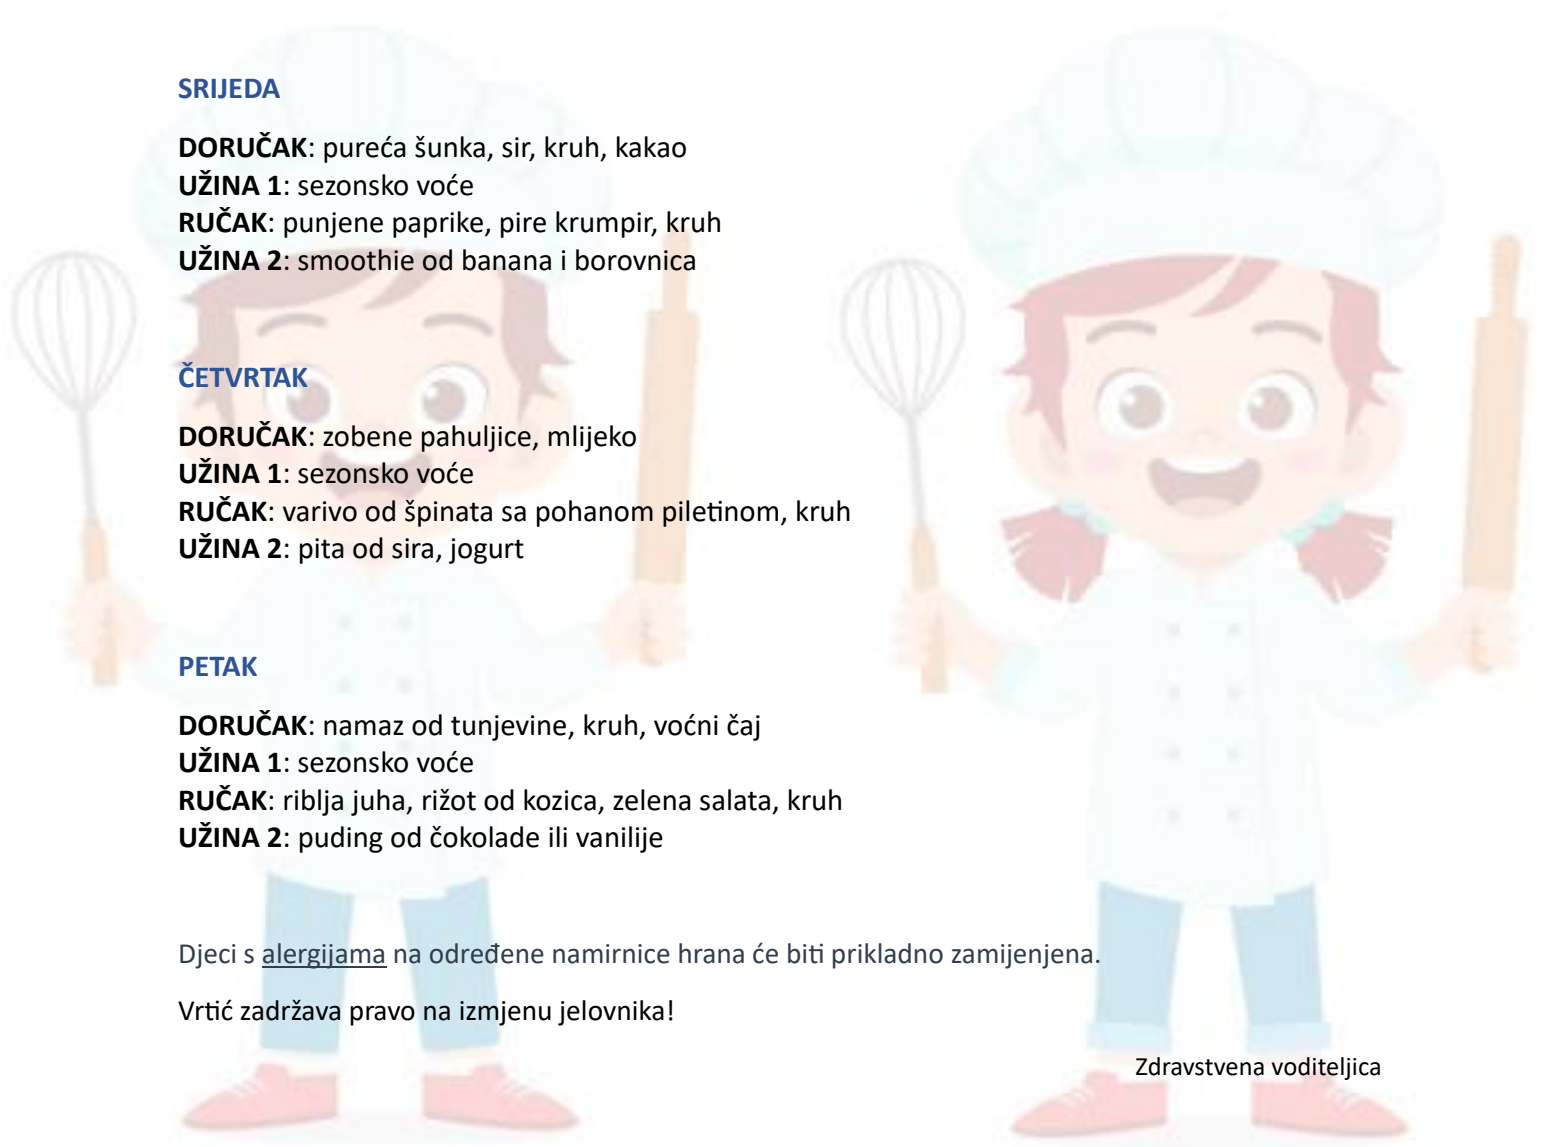 SRIJEDA
DORUČAK: pureća šunka, sir, kruh, kakao
UŽINA 1: sezonsko voće
RUČAK: punjene paprike, pire krumpir, kruh
UŽINA 2: smoothie od banana i borovnica
ČETVRTAK
DORUČAK: zobene pahuljice, mlijeko
UŽINA 1: sezonsko voće
RUČAK: varivo od špinata sa pohanom piletinom, kruh
UŽINA 2: pita od sira, jogurt
PETAK
DORUČAK: namaz od tunjevine, kruh, voćni čaj
UŽINA 1: sezonsko voće
RUČAK: riblja juha, rižot od kozica, zelena salata, kruh
UŽINA 2: puding od čokolade ili vanilije
Djeci s alergijama na određene namirnice hrana će biti prikladno zamijenjena.
Vrtić zadržava pravo na izmjenu jelovnika!
Zdravstvena voditeljica